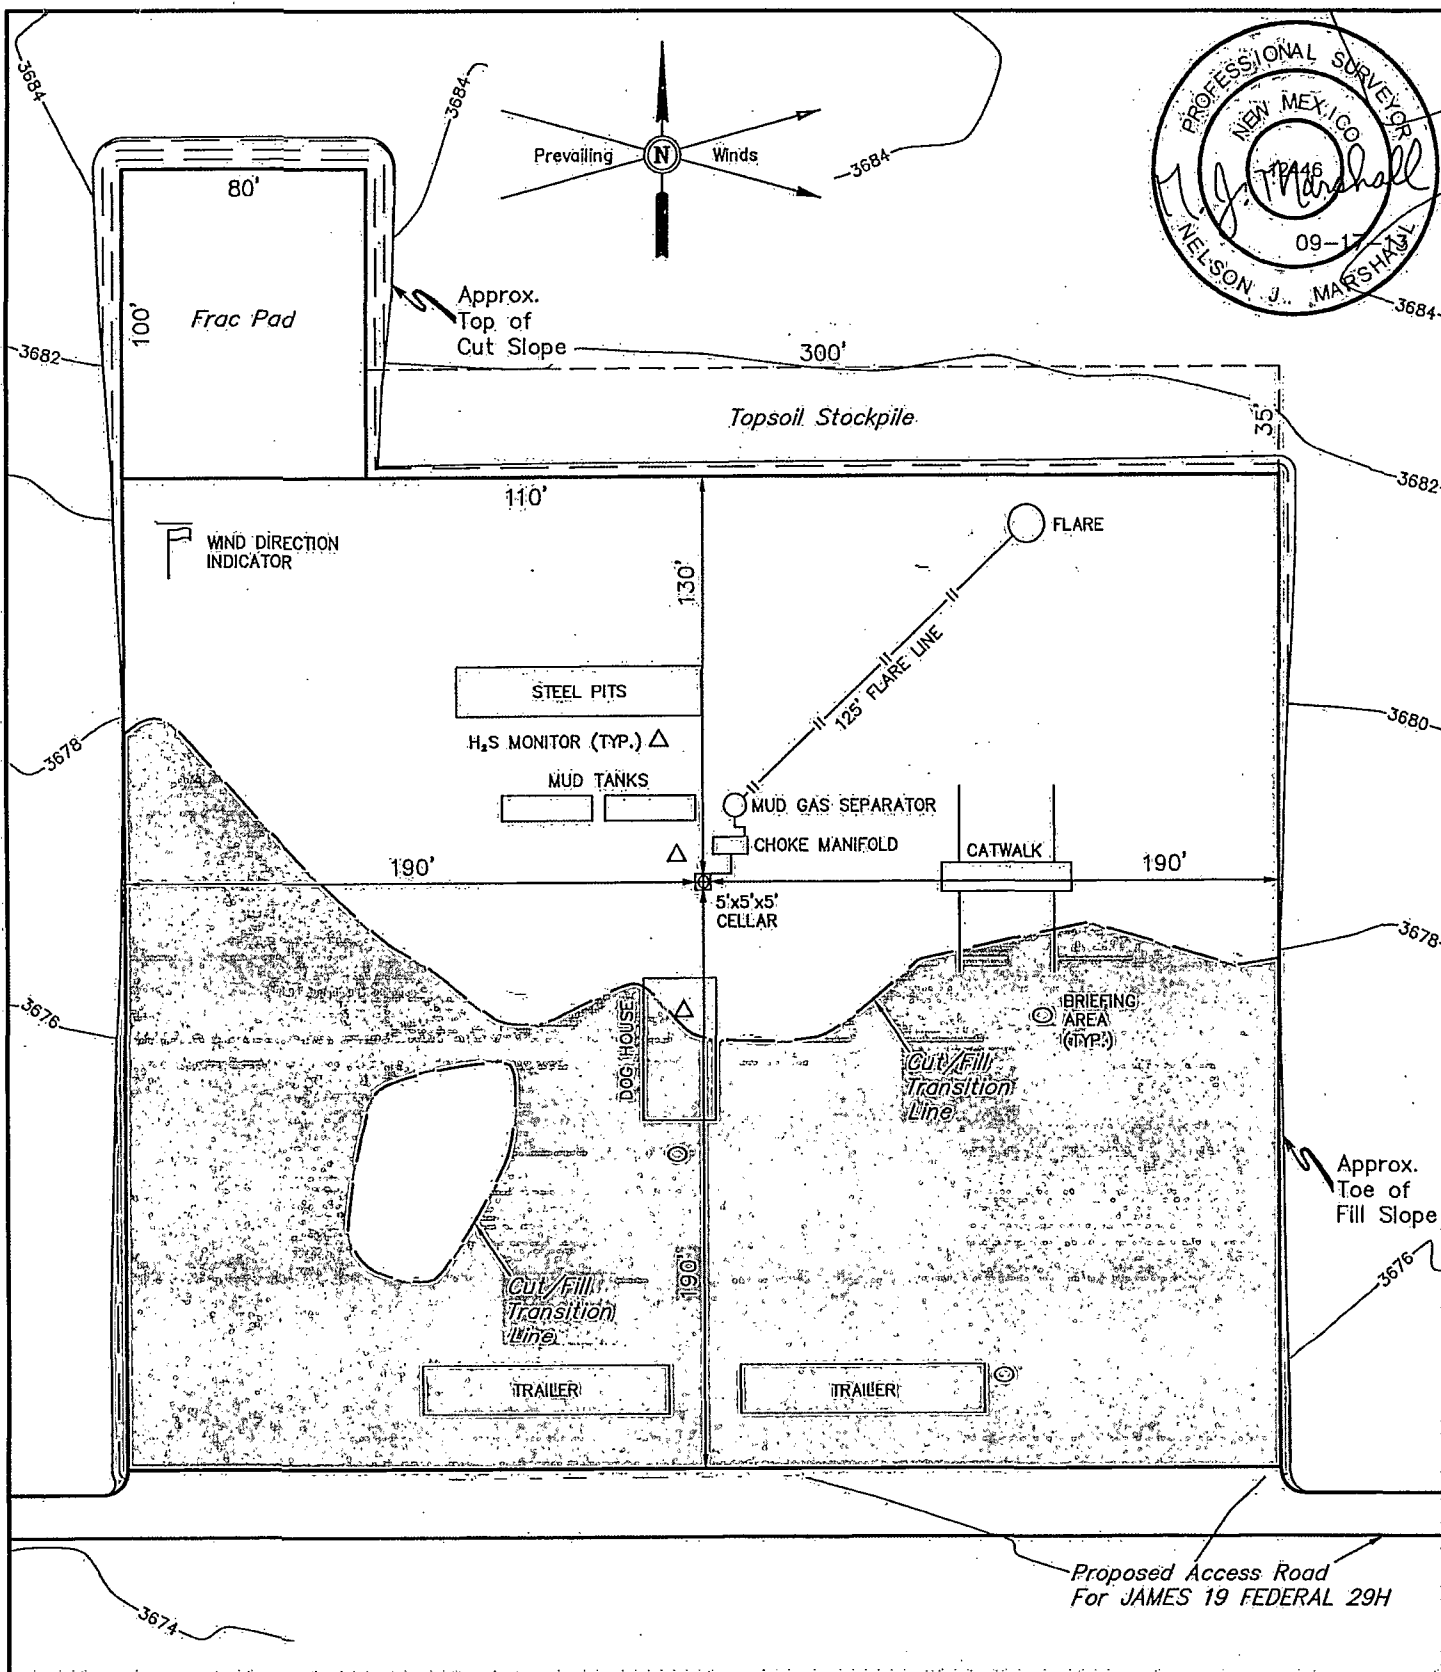 3684
3684
3684
PROFESSIONAL SURVEYOR
NEW MEXICO
12446
N. J. Marshall
09-17-13
NELSON J. MARSHALL
3684
Prevailing
N
Winds
80'
100'
Frac Pad
Approx.
Top of
Cut Slope
3682
300'
Topsoil Stockpile
35'
3682
110'
WIND DIRECTION
INDICATOR
130'
FLARE
125' FLARE LINE
STEEL PITS
H₂S MONITOR (TYP.)
MUD TANKS
3678
3680
MUD GAS SEPARATOR
CHOKE MANIFOLD
CATWALK
190'
190'
5'x5'x5'
CELLAR
3678
3676
DOG HOUSE
BRIEFING
AREA
(TYP.)
Cut/Fill
Transition
Line
Approx.
Toe of
Fill Slope
190'
3676
Cut/Fill
Transition
Line
TRAILER
TRAILER
Proposed Access Road
For JAMES 19 FEDERAL 29H
3674